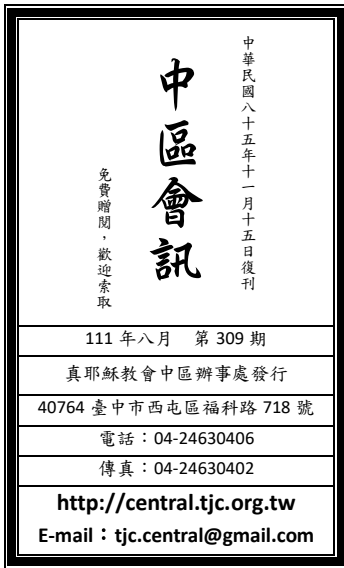 中華民國八十五年十一月十五日復刊
中區會訊
免費贈閱，歡迎索取
111 年八月 第 309 期
真耶穌教會中區辦事處發行
40764 臺中市西屯區福科路 718 號
電話：04-24630406
傳真：04-24630402
http://central.tjc.org.tw
E-mail：tjc.central@gmail.com